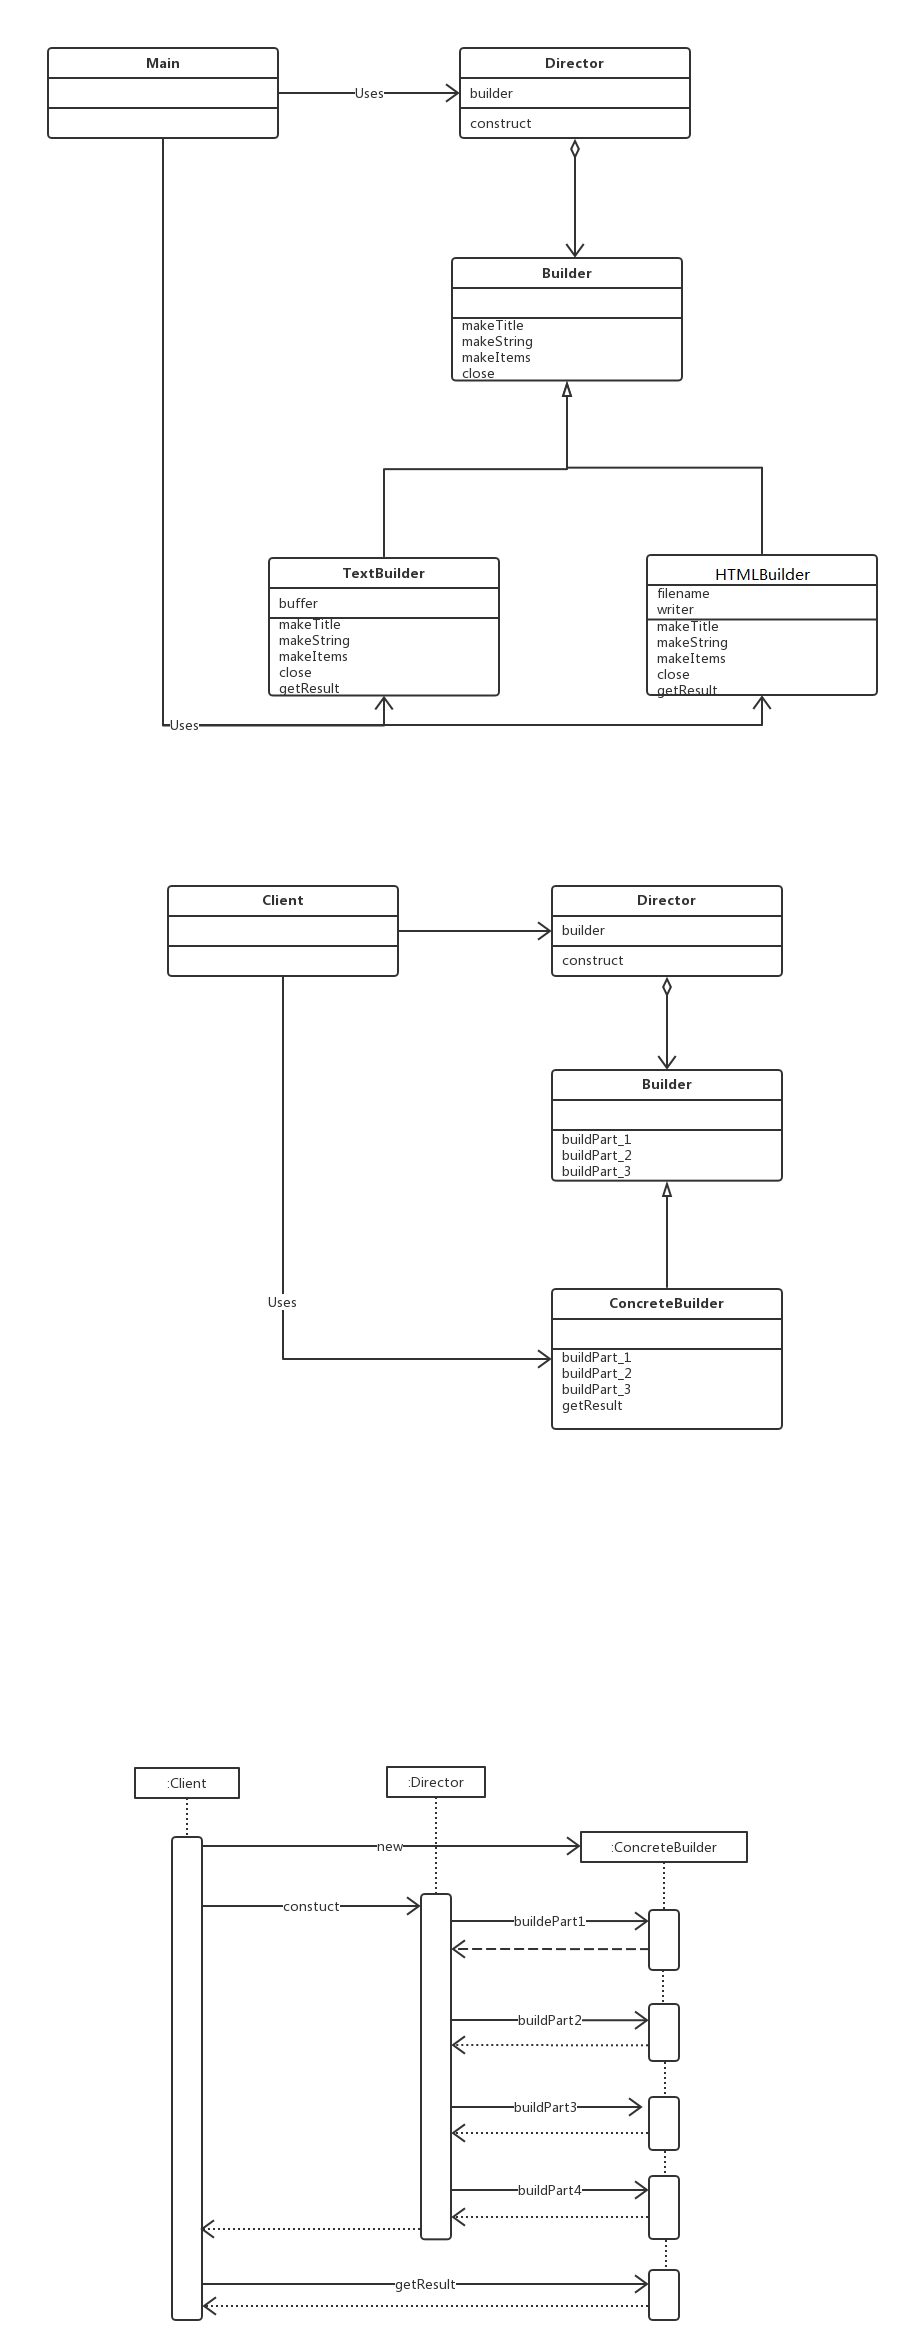 Main
Uses
Director
builder
construct
Builder
makeTitle
makeString
makeItems
close
TextBuilder
buffer
makeTitle
makeString
makeItems
close
getResult
HTMLBuilder
filename
writer
makeTitle
makeString
makeItems
close
getResult
Uses
Client
Director
builder
construct
Builder
buildPart_1
buildPart_2
buildPart_3
Uses
ConcreteBuilder
buildPart_1
buildPart_2
buildPart_3
getResult
:Client
:Director
new
:ConcreteBuilder
constuct
buildePart1
buildPart2
buildPart3
buildPart4
getResult